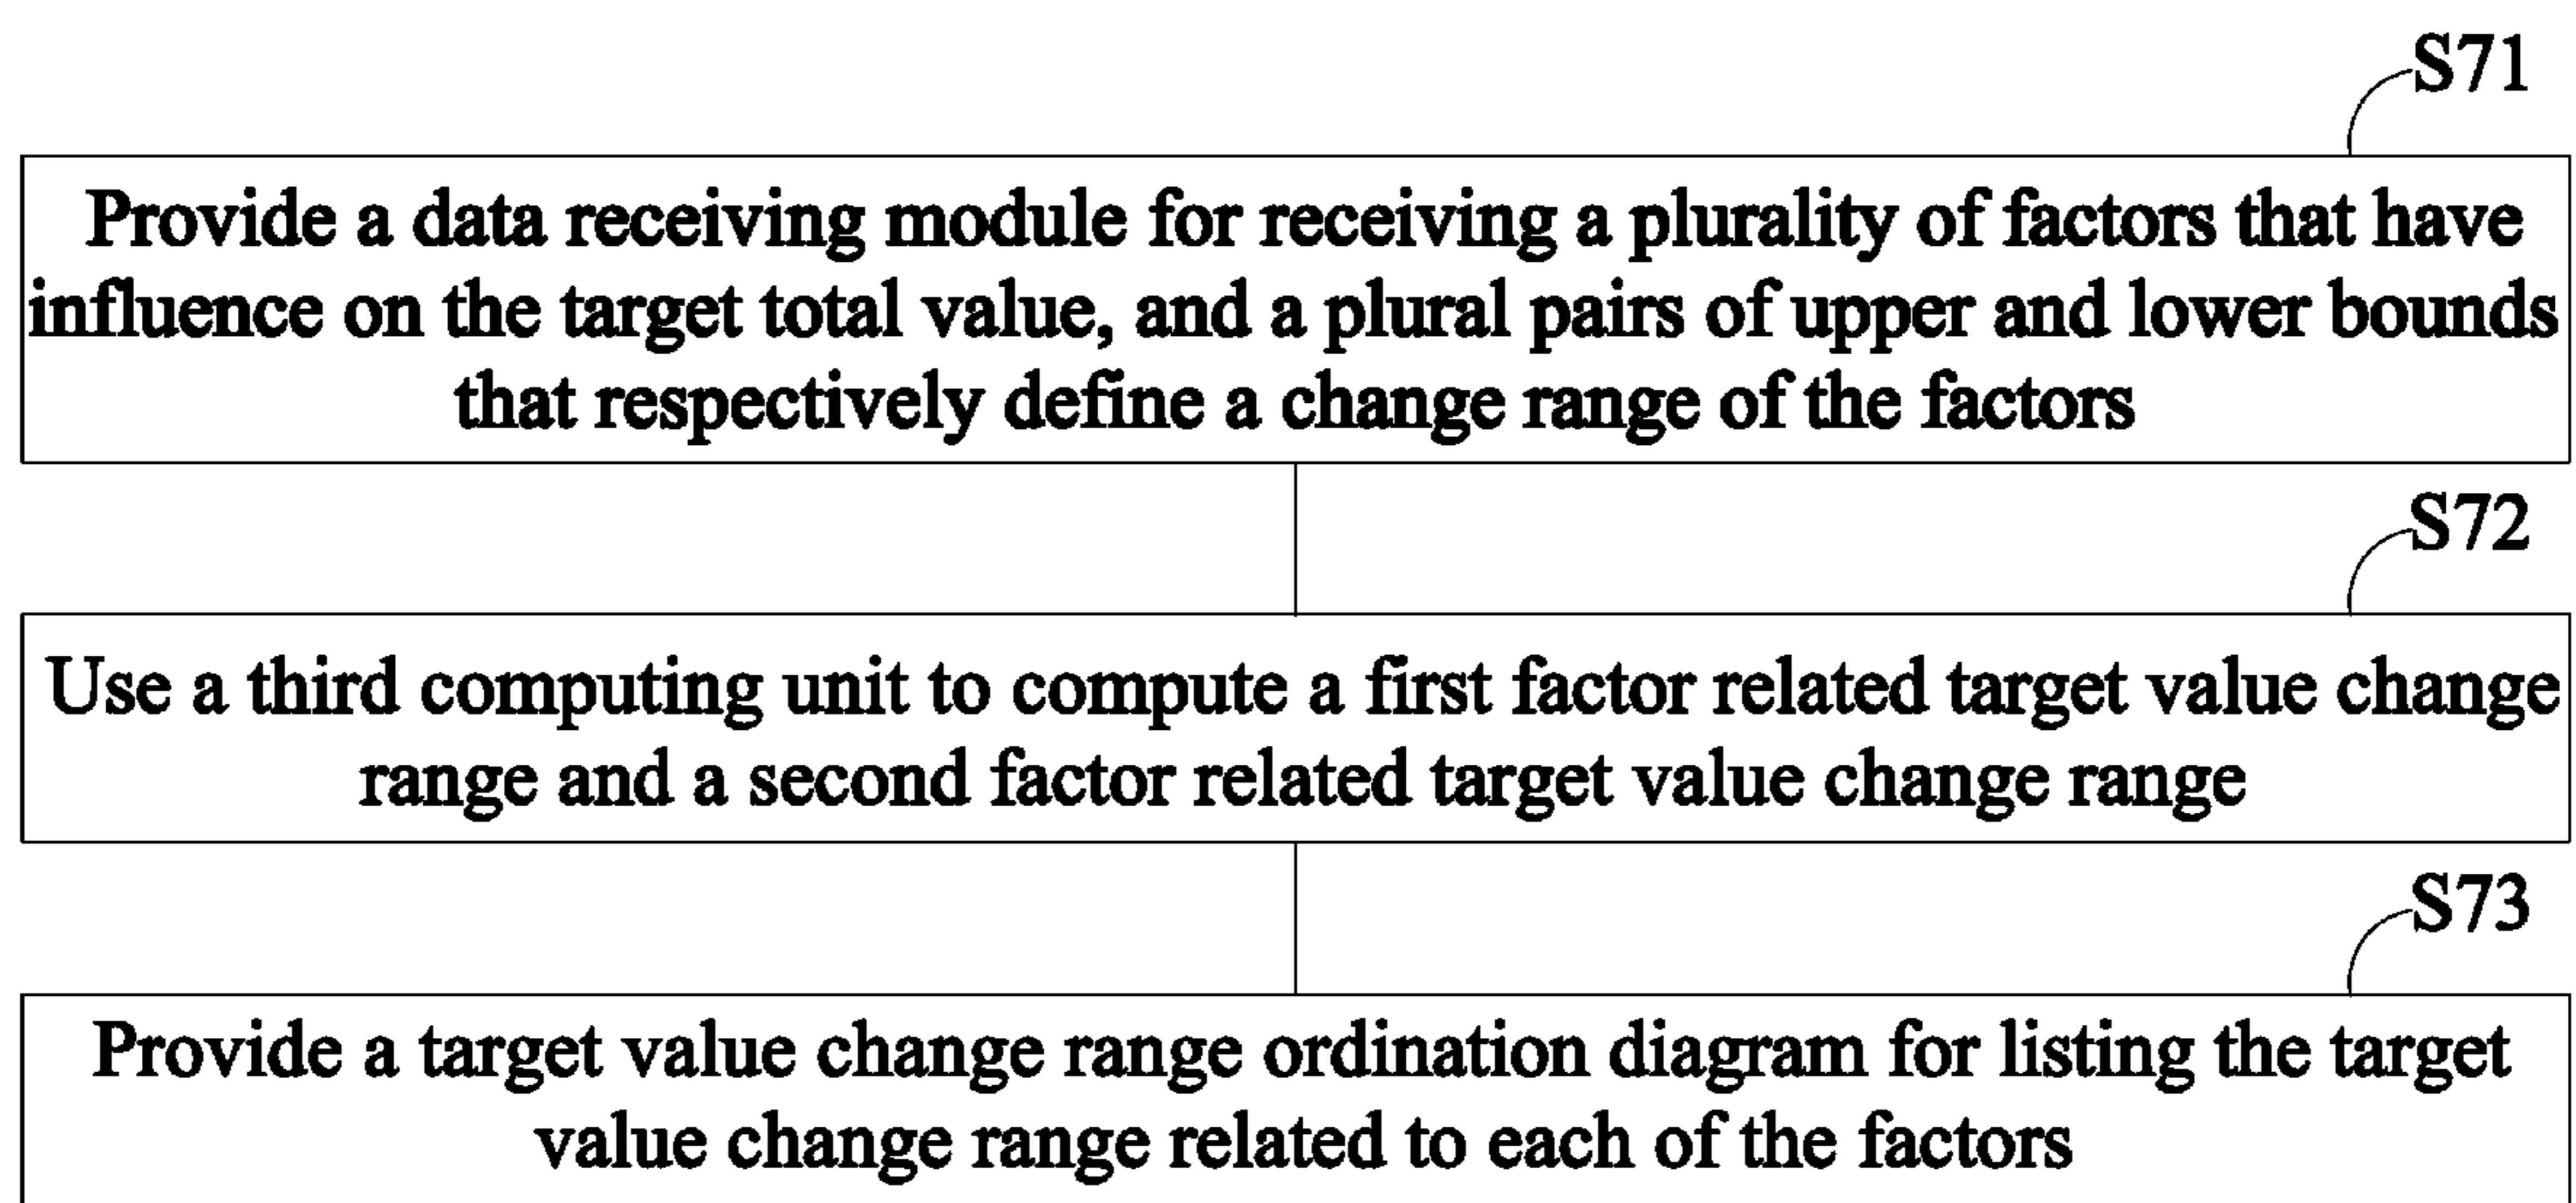 S71
Provide a data receiving module for receiving a plurality of factors that have
influence on the target total value, and a plural pairs of upper and lower bounds
that respectively define a change range of the factors
S72
Use a third computing unit to compute a first factor related target value change
range and a second factor related target value change range
S73
Provide a target value change range ordination diagram for listing the target
value change range related to each of the factors